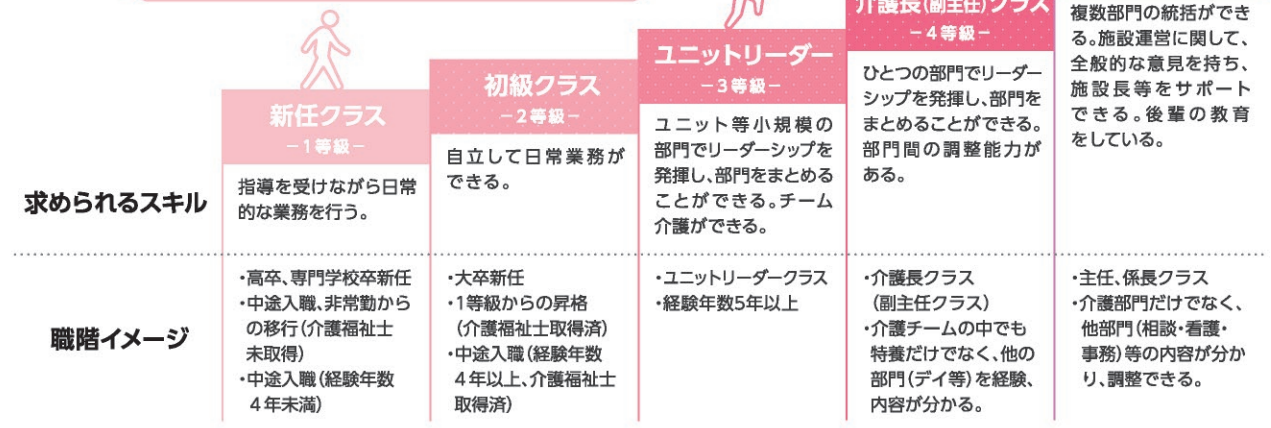 新任クラス
－1等級－
指導を受けながら日常
的な業務を行う。
初級クラス
－2等級－
自立して日常業務が
できる。
ユニットリーダー
－3等級－
ユニット等小規模の
部門でリーダーシップを
発揮し、部門をまとめる
ことができる。チーム
介護ができる。
介護長(副主任)クラス
－4等級－
ひとつの部門でリーダー
シップを発揮し、部門を
まとめることができる。
部門間の調整能力が
ある。
複数部門の統括ができ
る。施設運営に関して、
全般的な意見を持ち、
施設長等をサポート
できる。後輩の教育
をしている。
求められるスキル
職階イメージ
・高卒、専門学校卒新任
・中途入職、非常勤から
の移行(介護福祉士
未取得)
・中途入職(経験年数
4年未満)
・大卒新任
・1等級からの昇格
(介護福祉士取得済)
・中途入職(経験年数
4年以上、介護福祉士
取得済)
・ユニットリーダークラス
・経験年数5年以上
・介護長クラス
(副主任クラス)
・介護チームの中でも
特養だけでなく、他の
部門(デイ等)を経験、
内容が分かる。
・主任、係長クラス
・介護部門だけでなく、
他部門(相談・看護・
事務)等の内容が分か
り、調整できる。